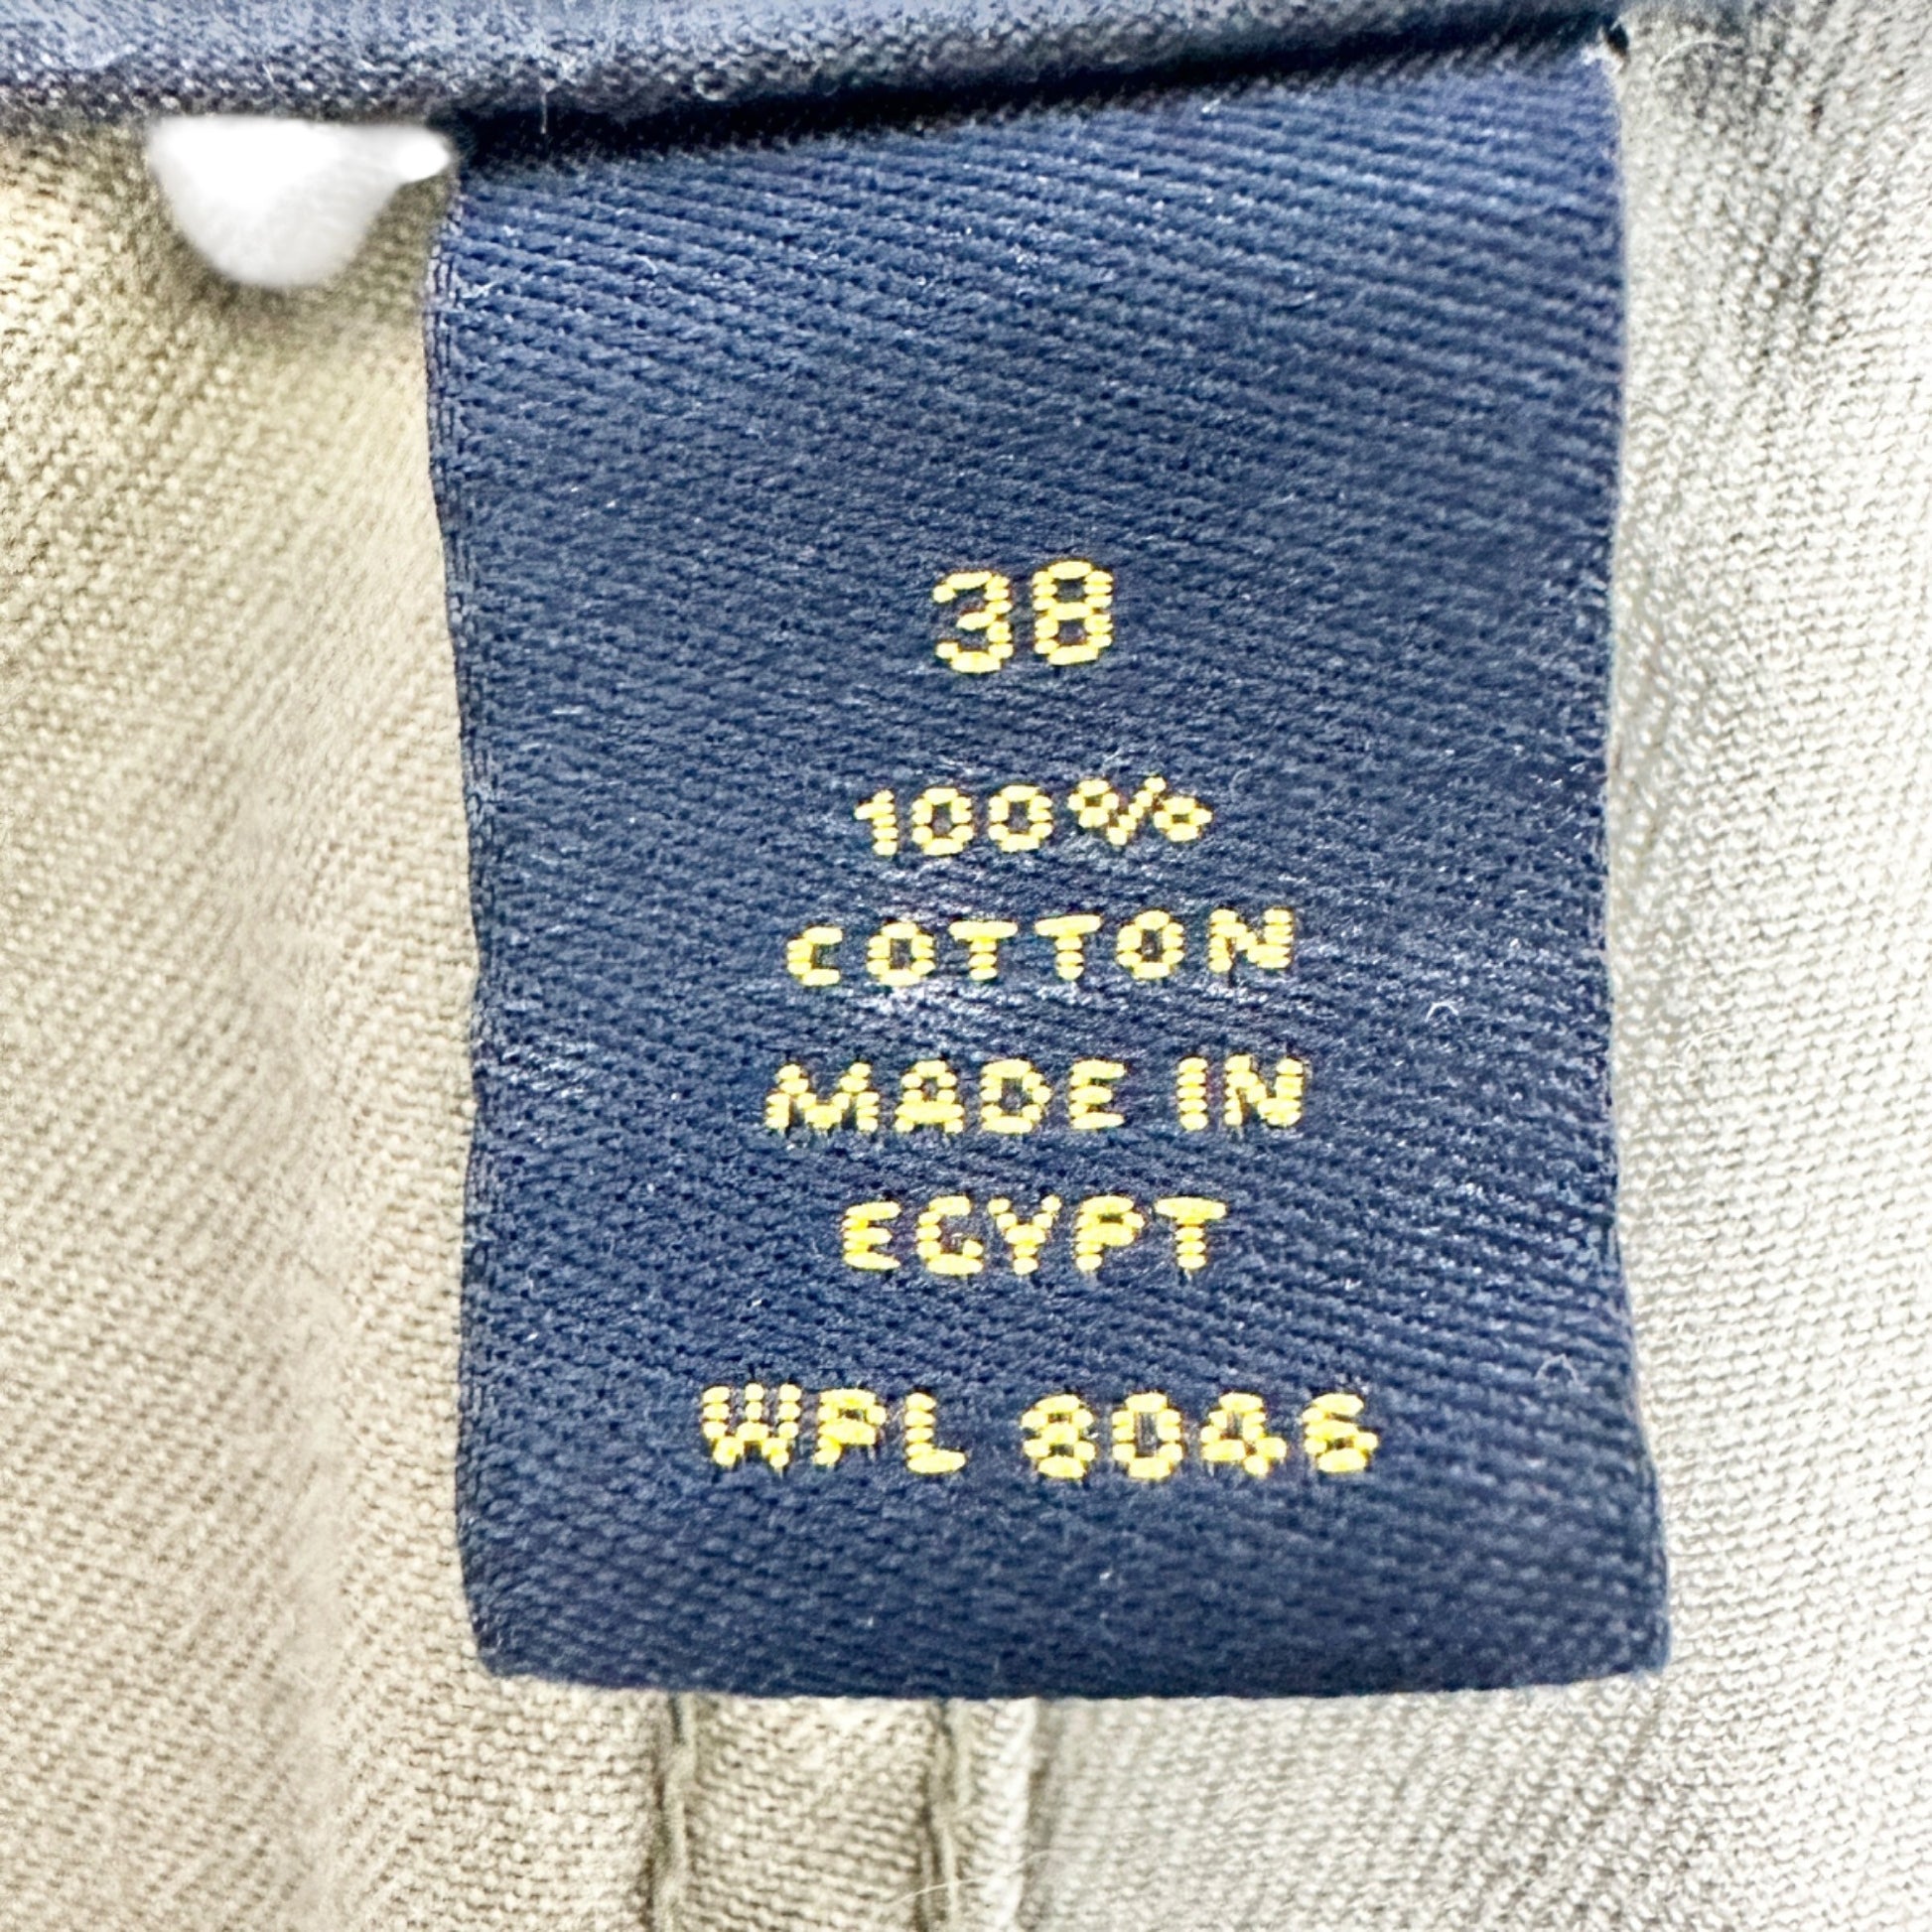 38
100%
COTTON
MADE IN
EGYPT
WPL 8046